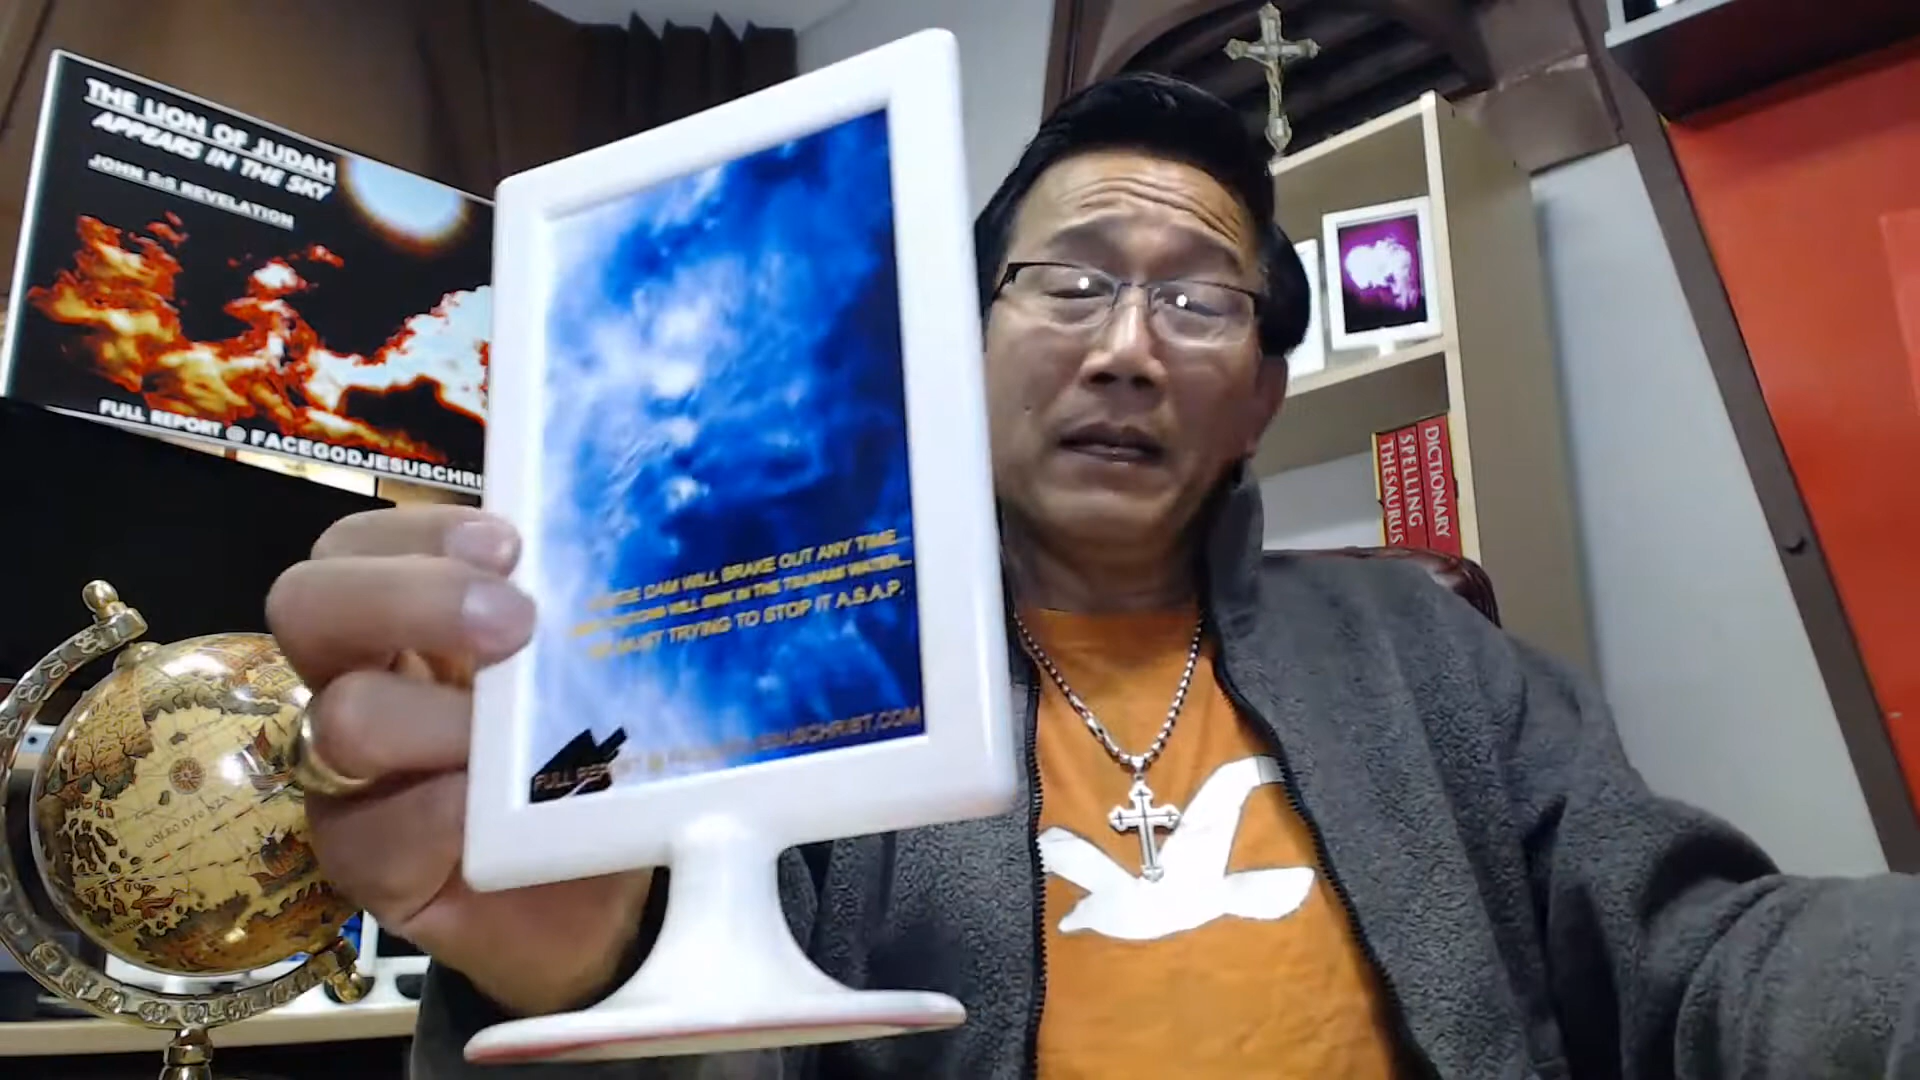 THE LION OF JUDAH
APPEARS IN THE SKY
JOHN 5:5 REVELATION
FULL REPORT @ FACEGODJESUSCHRI
DAM WILL BRAKE OUT ANY TIME...
WILL SINK IN THE TSUNAMI WATER...
MUST TRYING TO STOP IT A.S.A.P.
FULL REPORT @ JESUSCHRIST.COM
DICTIONARY
SPELLING
THESAURUS